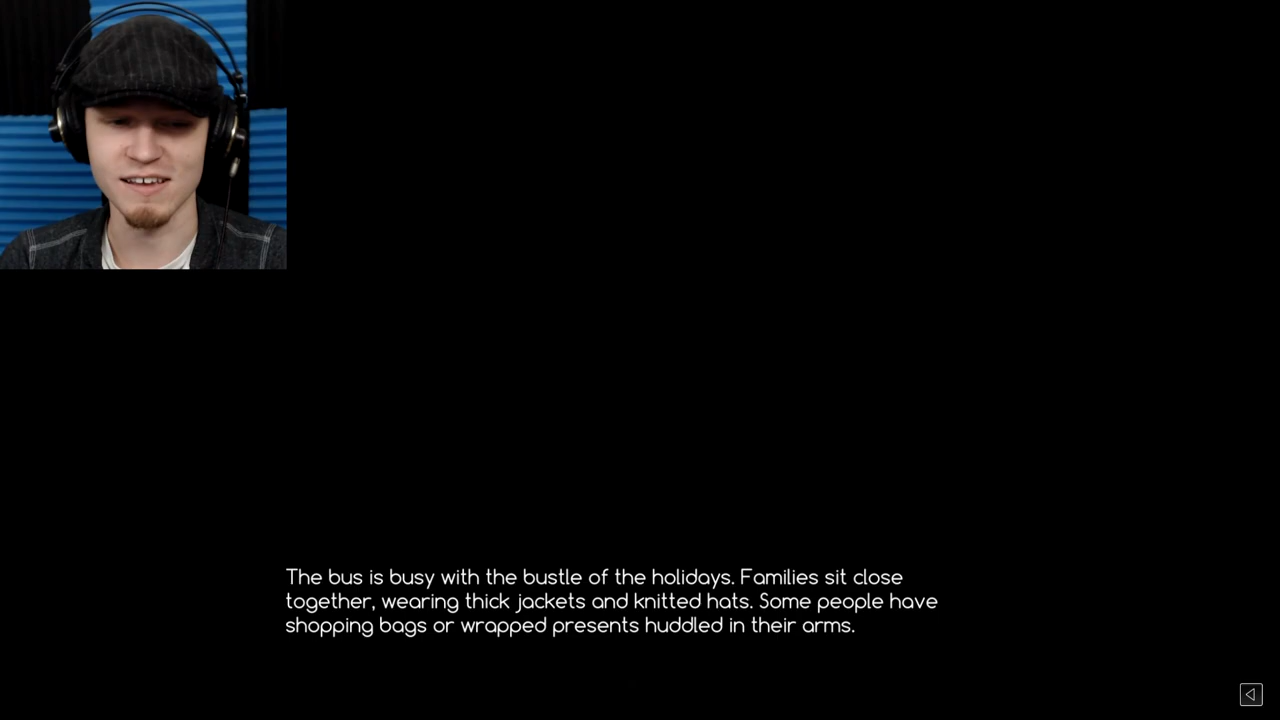 The bus is busy with the bustle of the holidays. Families sit close
together, wearing thick jackets and knitted hats. Some people have
shopping bags or wrapped presents huddled in their arms.